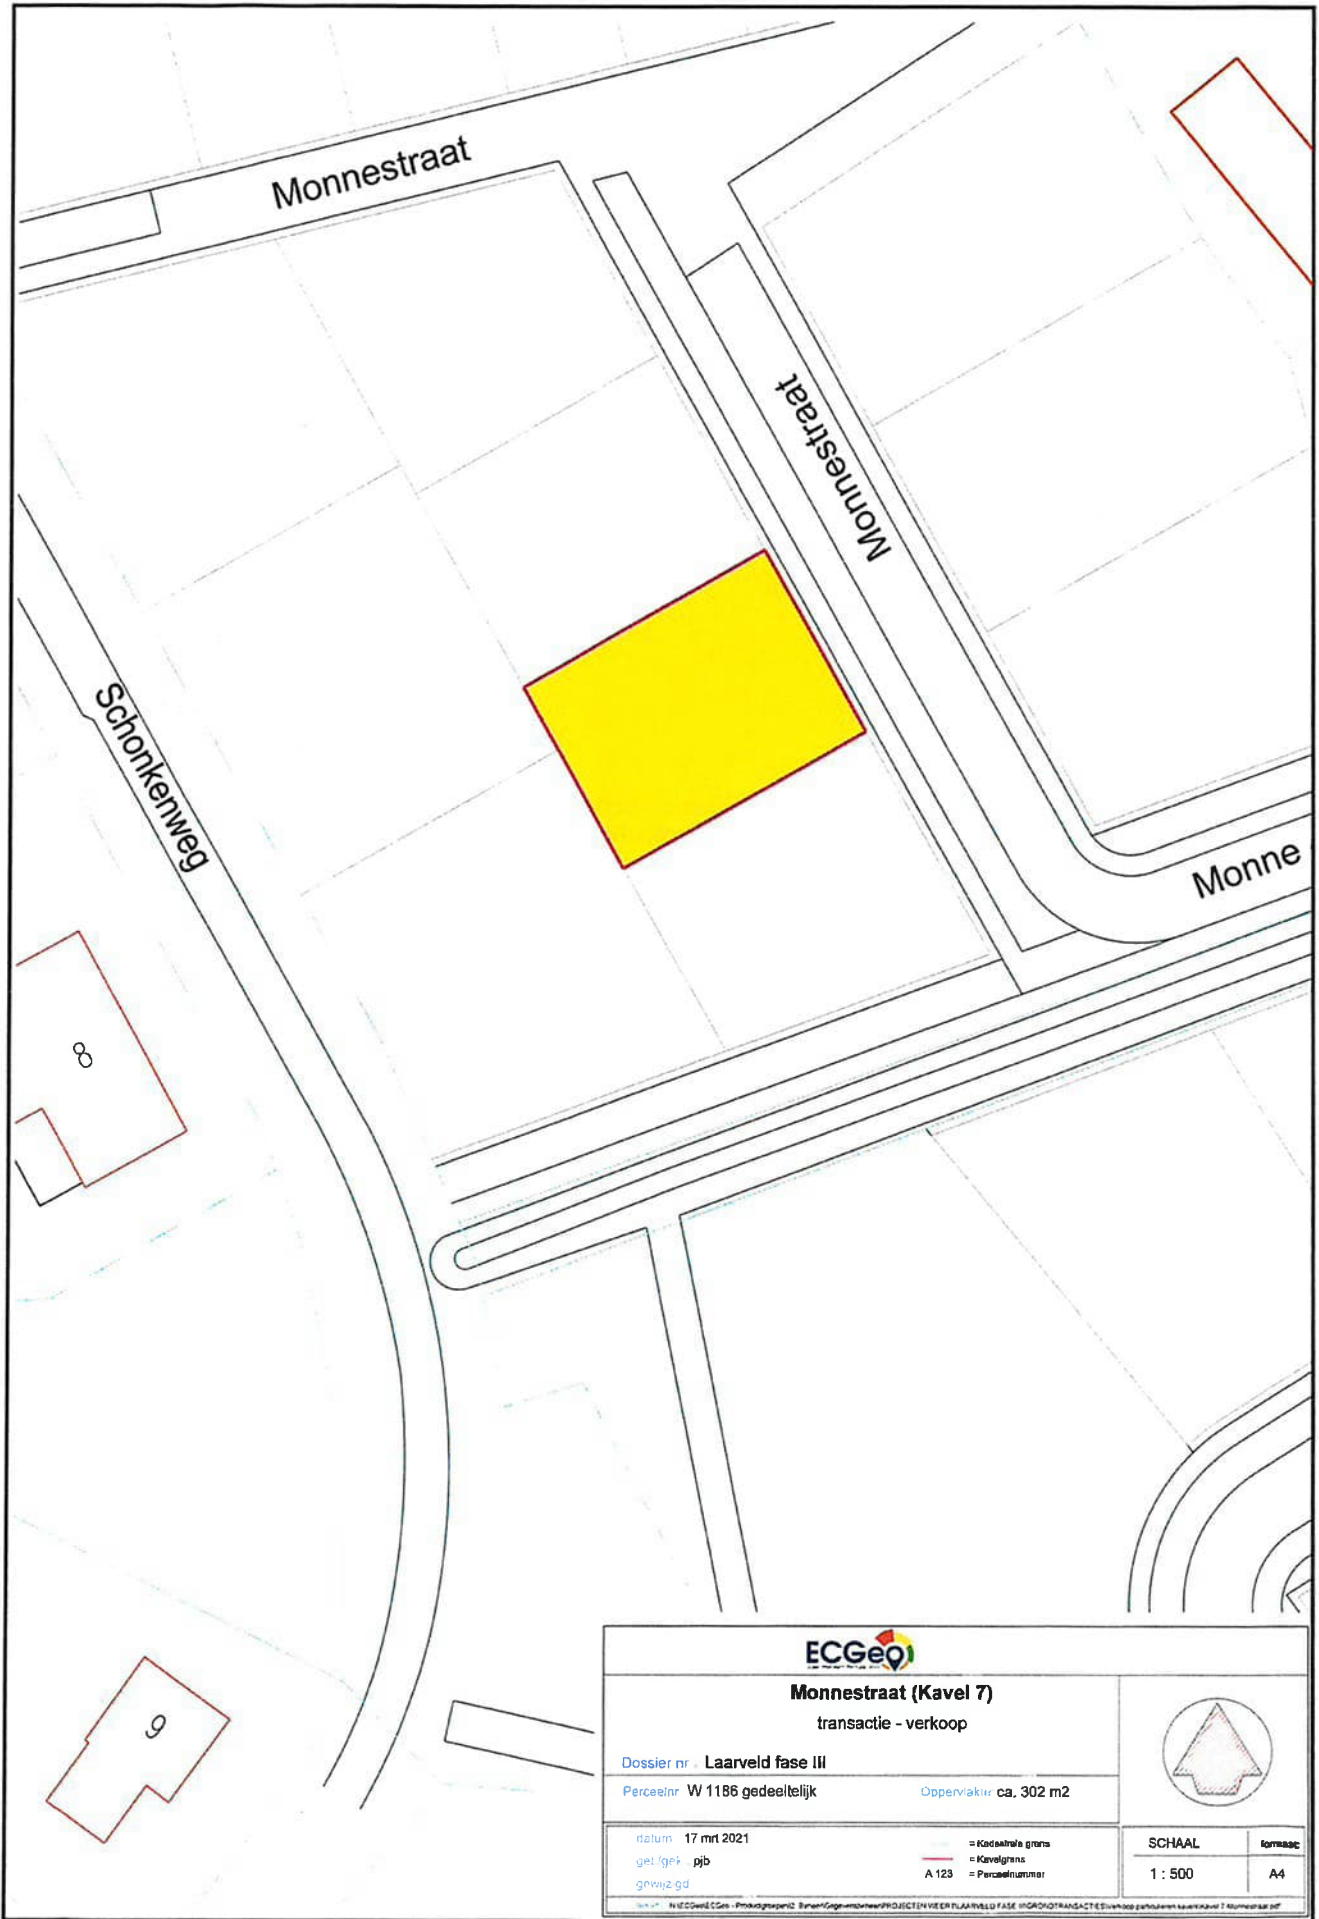 Monnestraat
Monnestraat
Schonkenweg
Monne
8
9
ECGeo
Monnestraat (Kavel 7)
transactie - verkoop
Dossier nr. Laarveld fase III
Perceelnr W 1186 gedeeltelijk
Oppervlakte ca. 302 m2
datum 17 mrt 2021
get./gek. pjb
gewijzigd
= Kadastrale grens
= Kavelgrens
A 123 = Perceelnummer
SCHAAL
formaat
1 : 500
A4